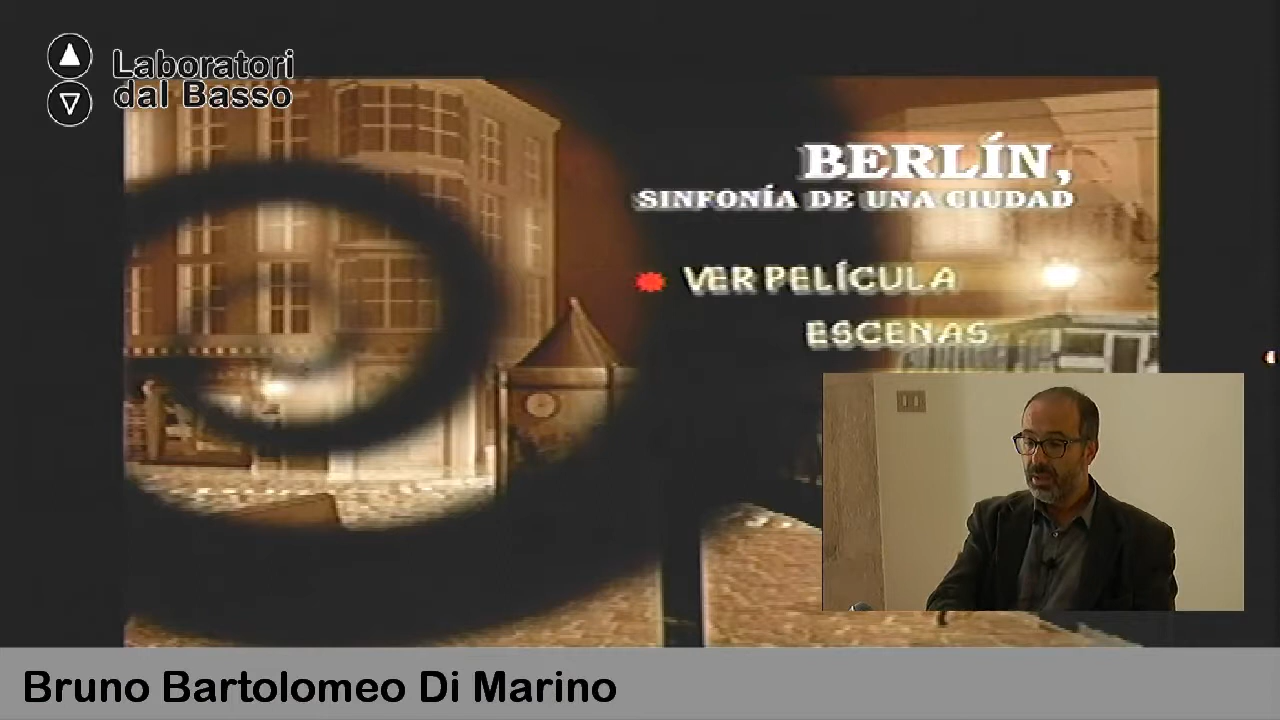 Laboratori
dal Basso
BERLÍN,
SINFONÍA DE UNA CIUDAD
VER PELÍCULA
ESCENAS
Bruno Bartolomeo Di Marino